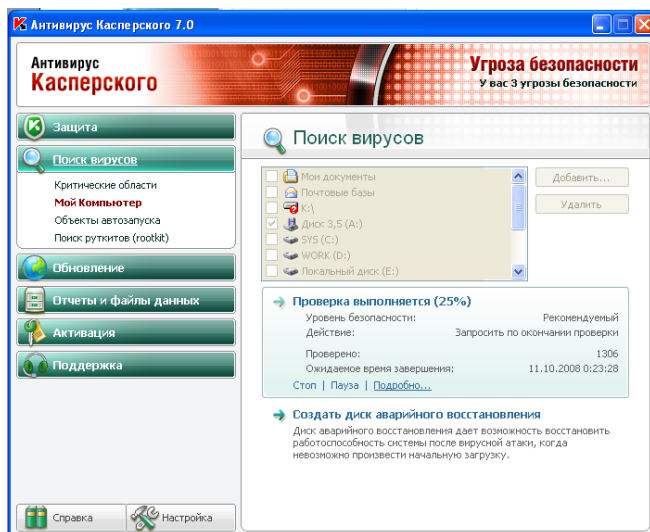 Антивирус Касперского 7.0
Антивирус
Касперского
Угроза безопасности
У вас 3 угрозы безопасности
Защита
Поиск вирусов
Критические области
Мой Компьютер
Объекты автозапуска
Поиск руткитов (rootkit)
Обновление
Отчеты и файлы данных
Активация
Поддержка
Справка
Настройка
Поиск вирусов
Мои документы
Почтовые базы
K:\
Диск 3,5 (A:)
SYS (C:)
WORK (D:)
Локальный диск (E:)
Добавить...
Удалить
Проверка выполняется (25%)
Уровень безопасности: Рекомендуемый
Действие: Запросить по окончании проверки
Проверено: 1306
Ожидаемое время завершения: 11.10.2008 0:23:28
Стоп | Пауза | Подробно...
Создать диск аварийного восстановления
Диск аварийного восстановления дает возможность восстановить
работоспособность системы после вирусной атаки, когда
невозможно произвести начальную загрузку.